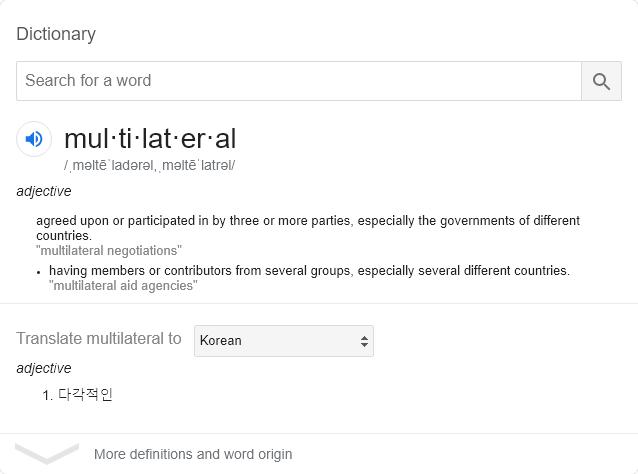 Dictionary
Search for a word
mul·ti·lat·er·al
/ˌməltēˈladərəl,ˌməltēˈlatrəl/
adjective
agreed upon or participated in by three or more parties, especially the governments of different
countries.
"multilateral negotiations"
• having members or contributors from several groups, especially several different countries.
"multilateral aid agencies"
Translate multilateral to Korean
adjective
1. 다각적인
More definitions and word origin